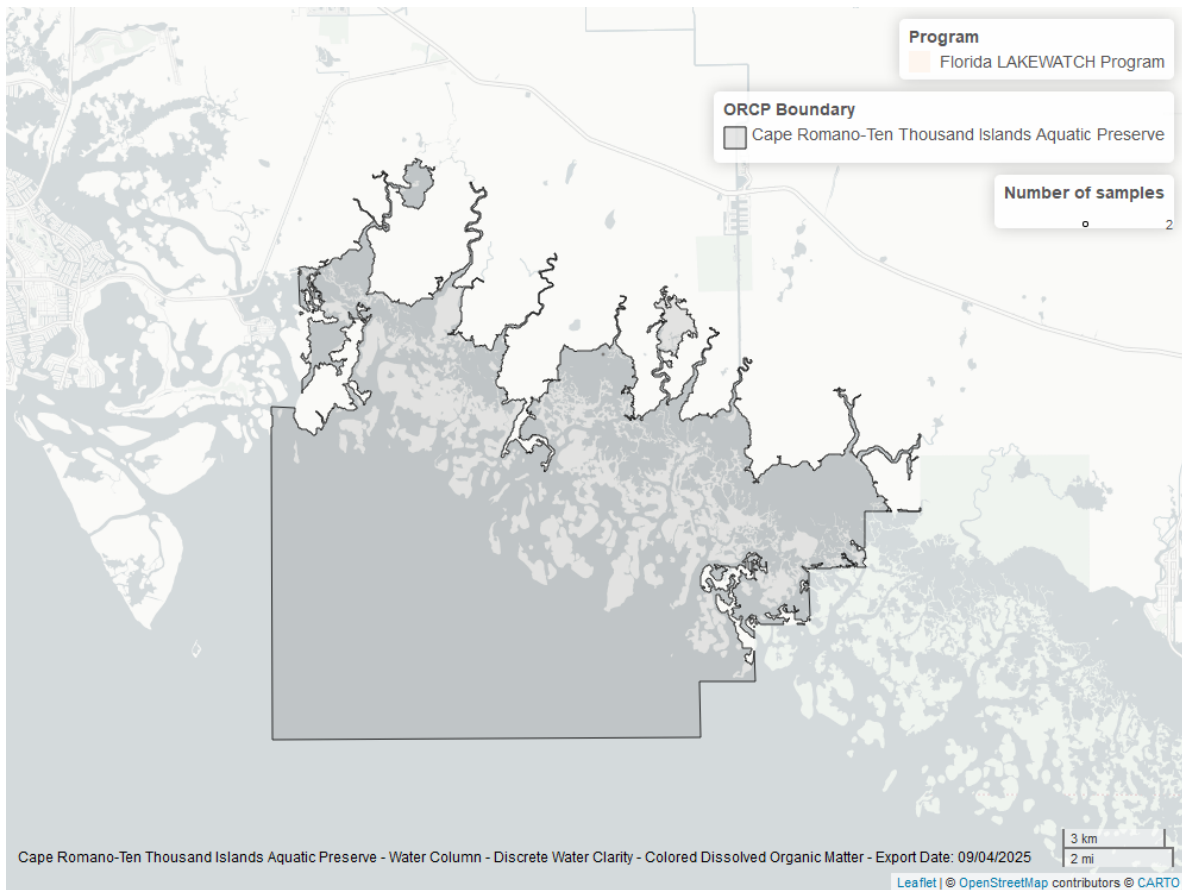 Program
Florida LAKEWATCH Program
ORCP Boundary
Cape Romano-Ten Thousand Islands Aquatic Preserve
Number of samples
2
3 km
2 mi
Cape Romano-Ten Thousand Islands Aquatic Preserve - Water Column - Discrete Water Clarity - Colored Dissolved Organic Matter - Export Date: 09/04/2025
Leaflet | © OpenStreetMap contributors © CARTO